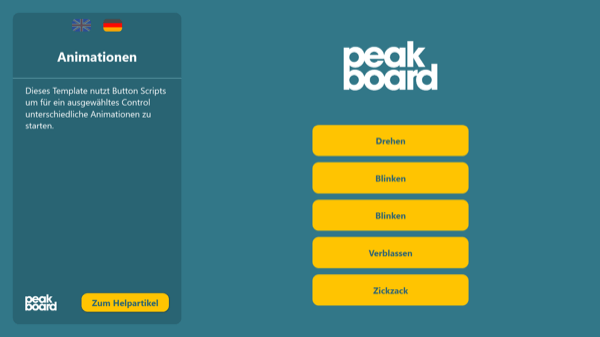 Animationen
Dieses Template nutzt Button Scripts
um für ein ausgewähltes Control
unterschiedliche Animationen zu
starten.
peak
board
Zum Helpartikel
peak
board
Drehen
Blinken
Blinken
Verblassen
Zickzack